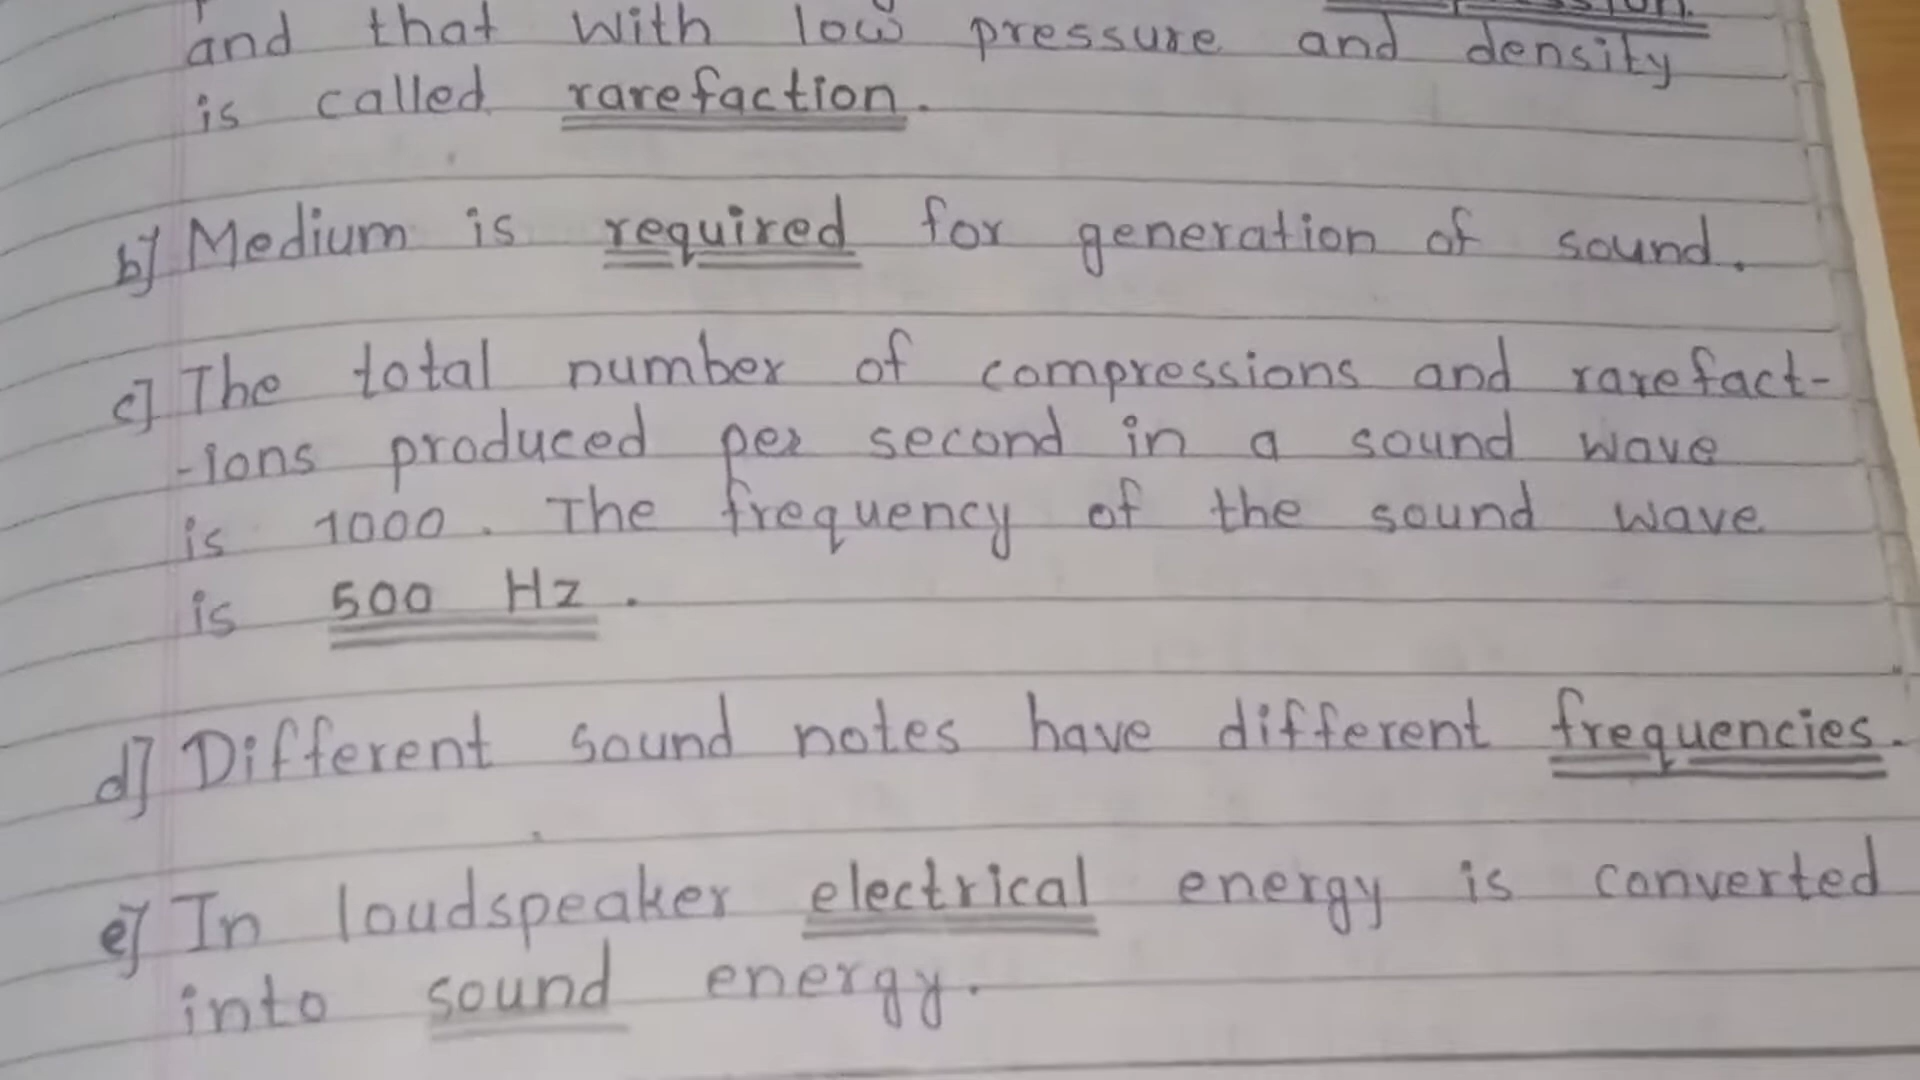 and that with low pressure and density
is called rarefaction.
b] Medium is required for generation of sound.
c] The total number of compressions and rarefact-
-ions produced per second in a sound wave
is 1000. The frequency of the sound wave
is 500 Hz.
d] Different sound notes have different frequencies.
e] In loudspeaker electrical energy is converted
into sound energy.